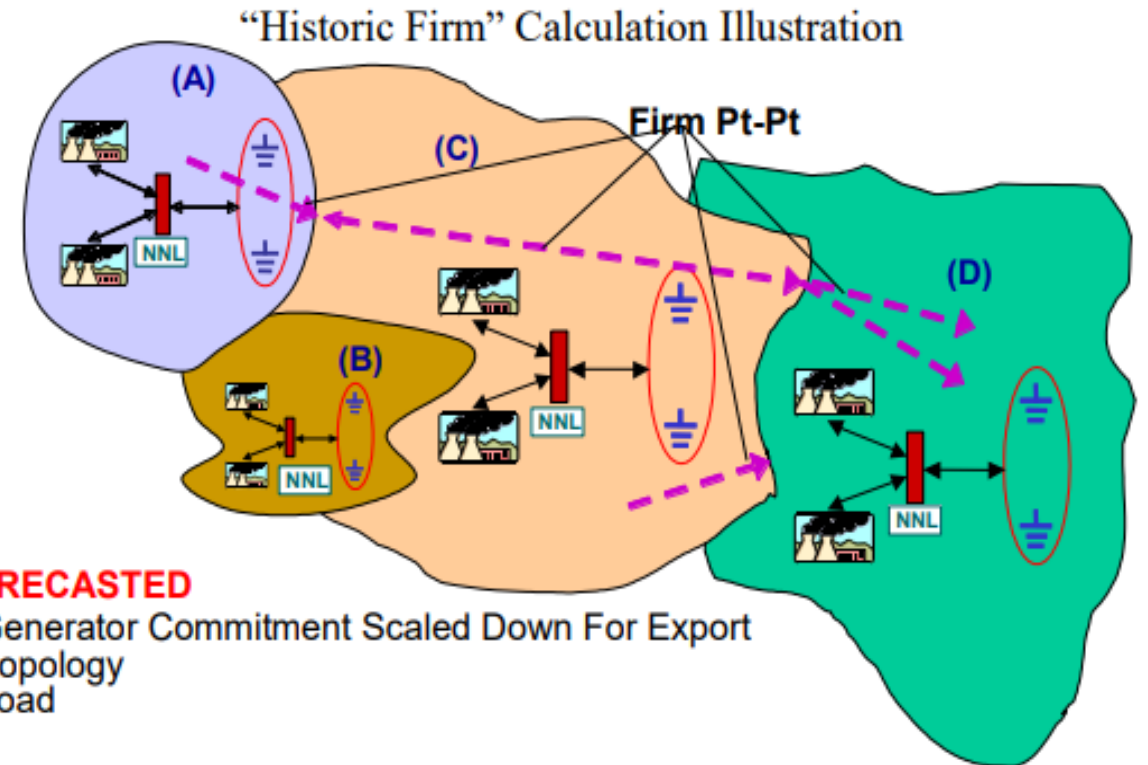 “Historic Firm” Calculation Illustration
(A)
Firm Pt-Pt
(C)
(D)
NNL
(B)
NNL
NNL
NNL
RECASTED
Generator Commitment Scaled Down For Export
opology
oad